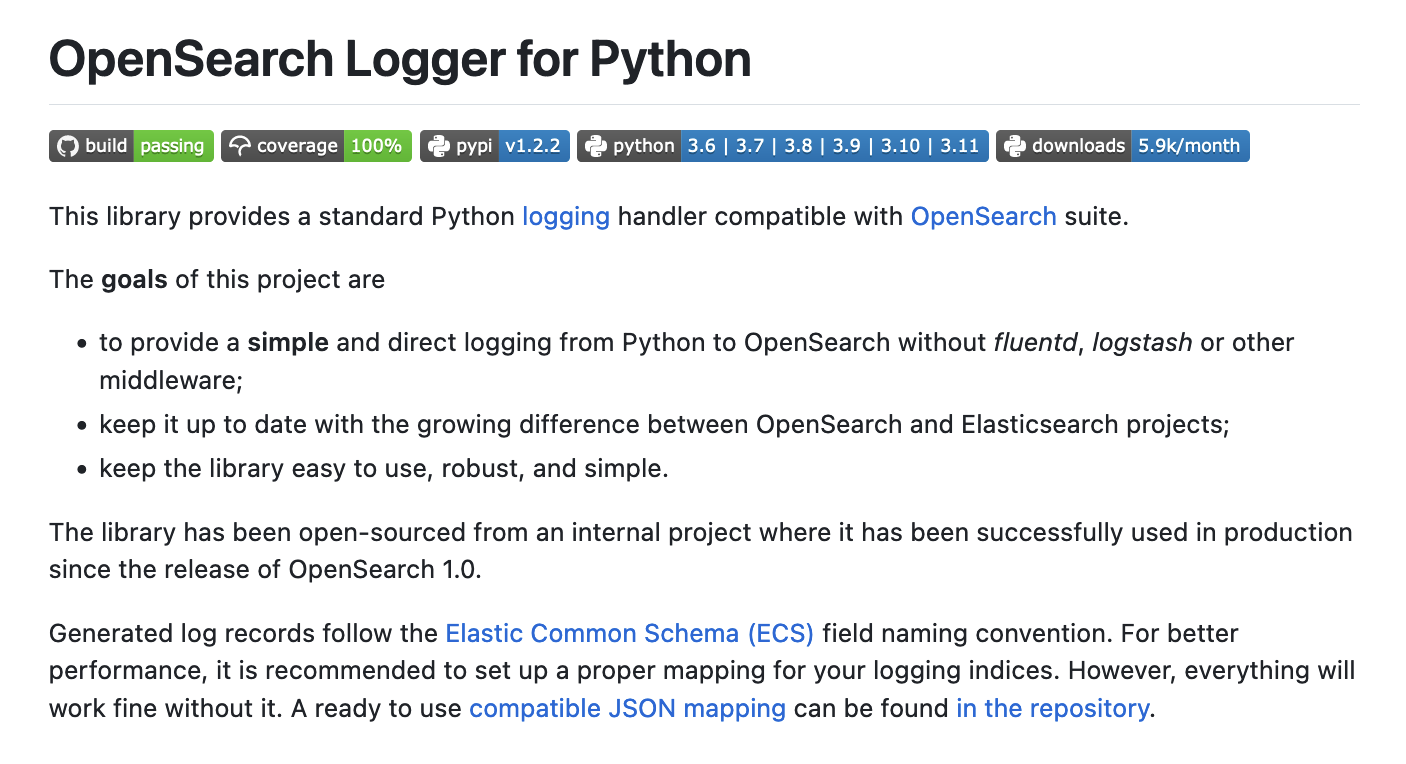 OpenSearch Logger for Python
build passing coverage 100% pypi v1.2.2 python 3.6 | 3.7 | 3.8 | 3.9 | 3.10 | 3.11 downloads 5.9k/month
This library provides a standard Python logging handler compatible with OpenSearch suite.
The goals of this project are
• to provide a simple and direct logging from Python to OpenSearch without fluentd, logstash or other
middleware;
• keep it up to date with the growing difference between OpenSearch and Elasticsearch projects;
• keep the library easy to use, robust, and simple.
The library has been open-sourced from an internal project where it has been successfully used in production
since the release of OpenSearch 1.0.
Generated log records follow the Elastic Common Schema (ECS) field naming convention. For better
performance, it is recommended to set up a proper mapping for your logging indices. However, everything will
work fine without it. A ready to use compatible JSON mapping can be found in the repository.